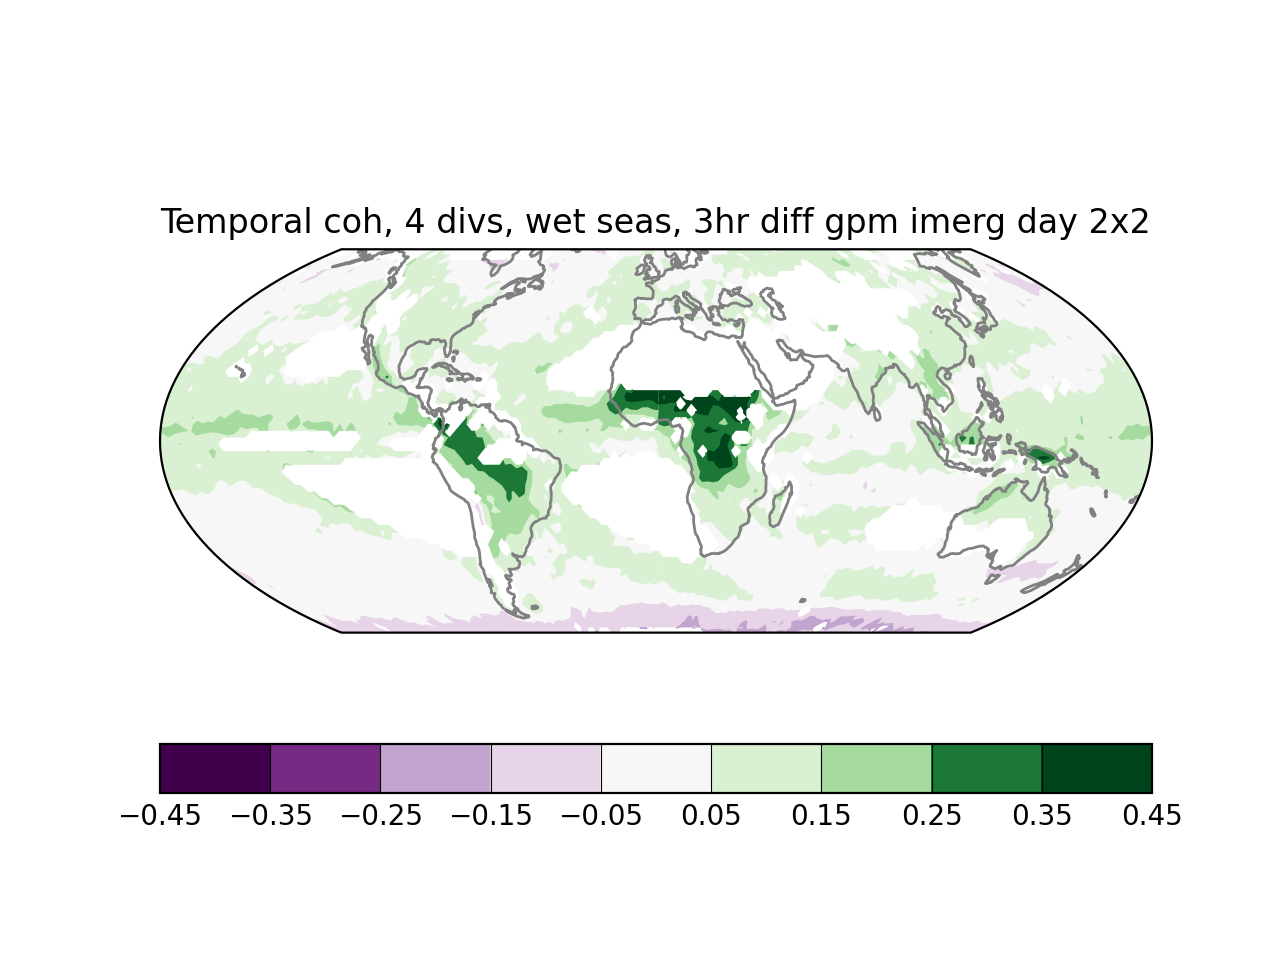 Temporal coh, 4 divs, wet seas, 3hr diff gpm imerg day 2x2
−0.45 −0.35 −0.25 −0.15 −0.05 0.05 0.15 0.25 0.35 0.45